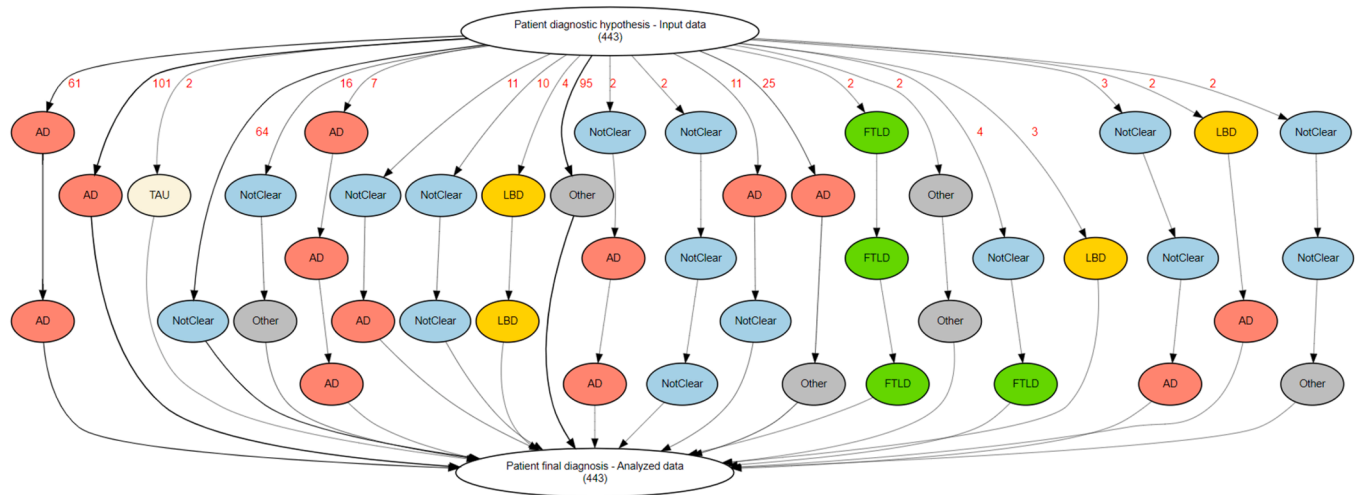 Patient diagnostic hypothesis - Input data
(443)
61
101
2
16
7
11
10
4
95
2
2
11
25
2
2
3
2
2
64
4
3
AD
AD
NotClear
NotClear
FTLD
NotClear
LBD
NotClear
AD
TAU
NotClear
NotClear
NotClear
LBD
Other
AD
AD
Other
AD
AD
NotClear
FTLD
NotClear
LBD
NotClear
NotClear
AD
NotClear
Other
AD
NotClear
LBD
NotClear
Other
AD
AD
AD
NotClear
Other
FTLD
FTLD
AD
Other
Patient final diagnosis - Analyzed data
(443)